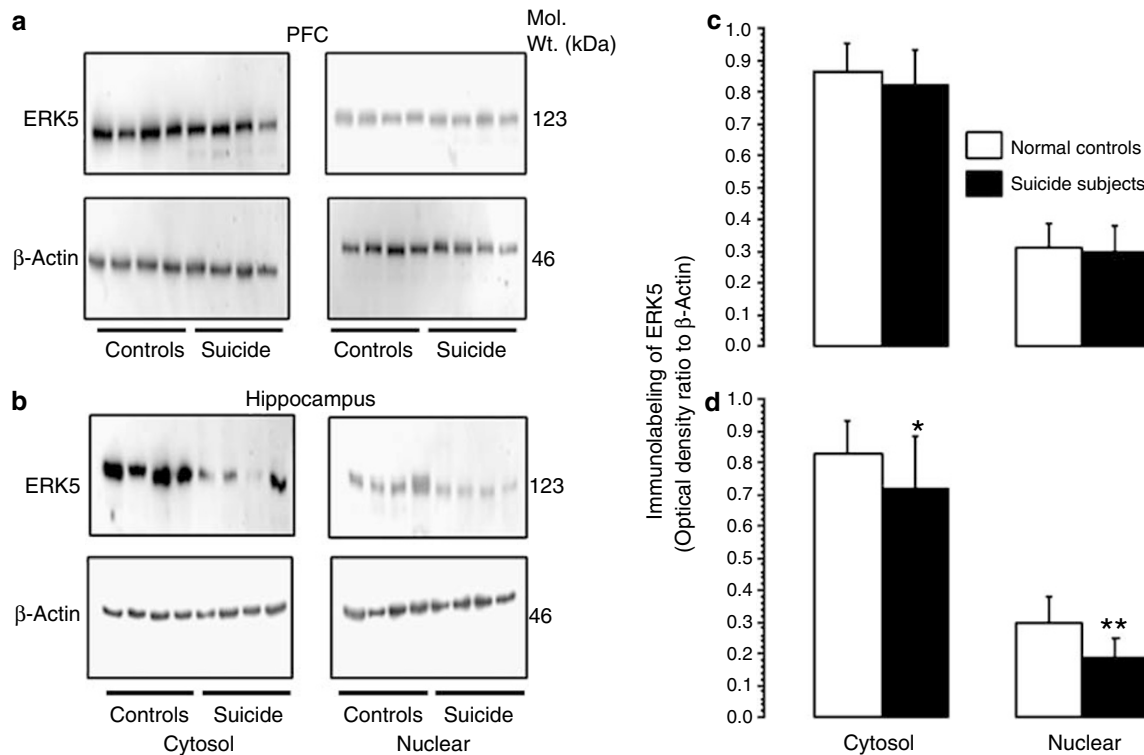 a
PFC
Mol.
Wt. (kDa)
ERK5
123
β-Actin
46
Controls Suicide Controls Suicide
b
Hippocampus
ERK5
123
β-Actin
46
Controls Suicide Controls Suicide
Cytosol Nuclear
Immunolabeling of ERK5
(Optical density ratio to β-Actin)
c
1.0
0.9
0.8
0.7
0.6
0.5
0.4
0.3
0.2
0.1
0.0
Normal controls
Suicide subjects
d
1.0
0.9
0.8
0.7
0.6
0.5
0.4
0.3
0.2
0.1
0.0
*
**
Cytosol Nuclear